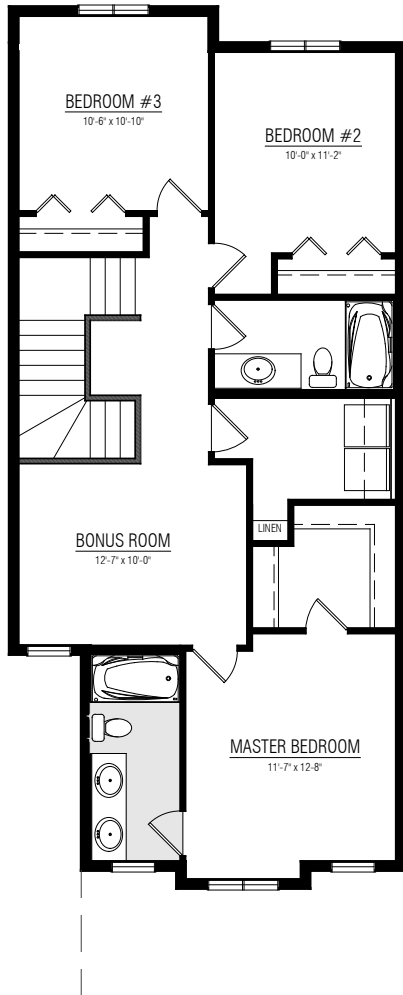 BEDROOM #3
10'-6" x 10'-10"
BEDROOM #2
10'-0" x 11'-2"
LINEN
BONUS ROOM
12'-7" x 10'-0"
MASTER BEDROOM
11'-7" x 12'-8"